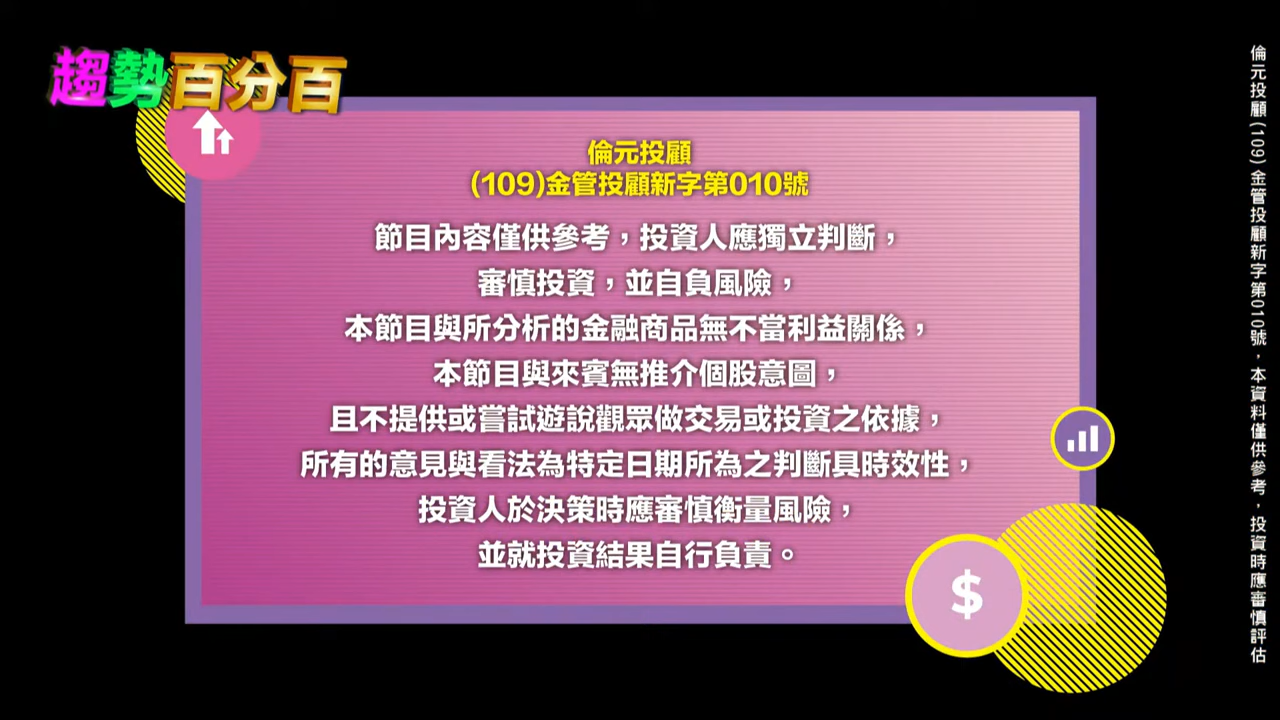 趨勢百分百
倫元投顧
(109)金管投顧新字第010號
節目內容僅供參考，投資人應獨立判斷，
審慎投資，並自負風險，
本節目與所分析的金融商品無不當利益關係，
本節目與來賓無推介個股意圖，
且不提供或嘗試遊說觀眾做交易或投資之依據，
所有的意見與看法為特定日期所為之判斷具時效性，
投資人於決策時應審慎衡量風險，
並就投資結果自行負責。
$
倫元投顧(109)金管投顧新字第010號，本資料僅供參考，投資時應審慎評估